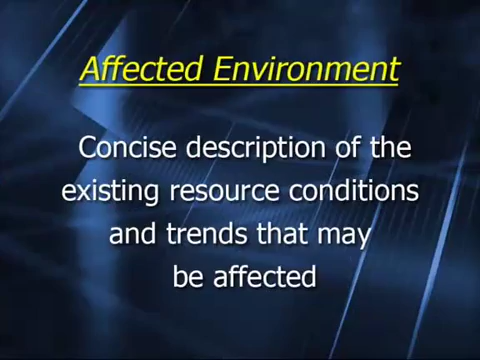 Affected Environment
Concise description of the
existing resource conditions
and trends that may
be affected